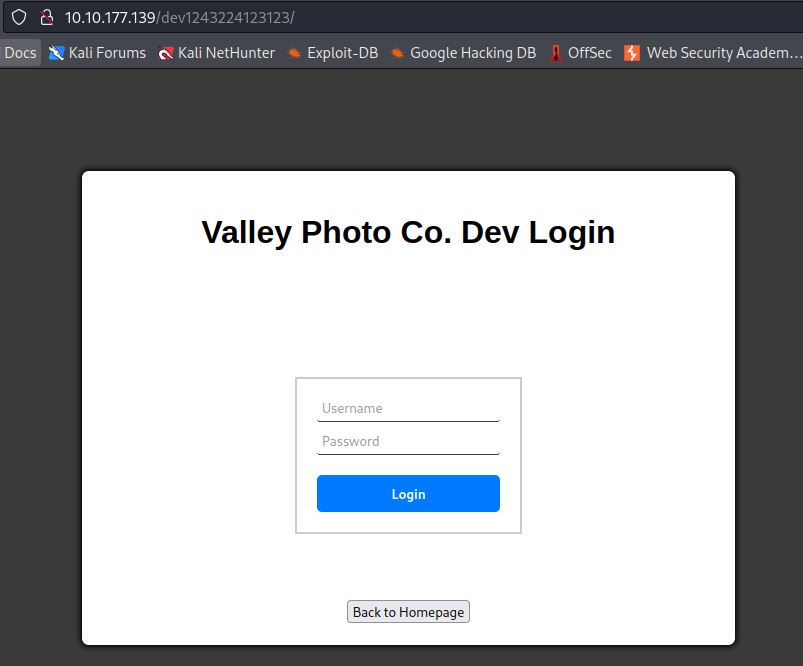 10.10.177.139/dev1243224123123/
Docs Kali Forums Kali NetHunter Exploit-DB Google Hacking DB OffSec Web Security Academ…
Valley Photo Co. Dev Login
Username
Password
Login
Back to Homepage